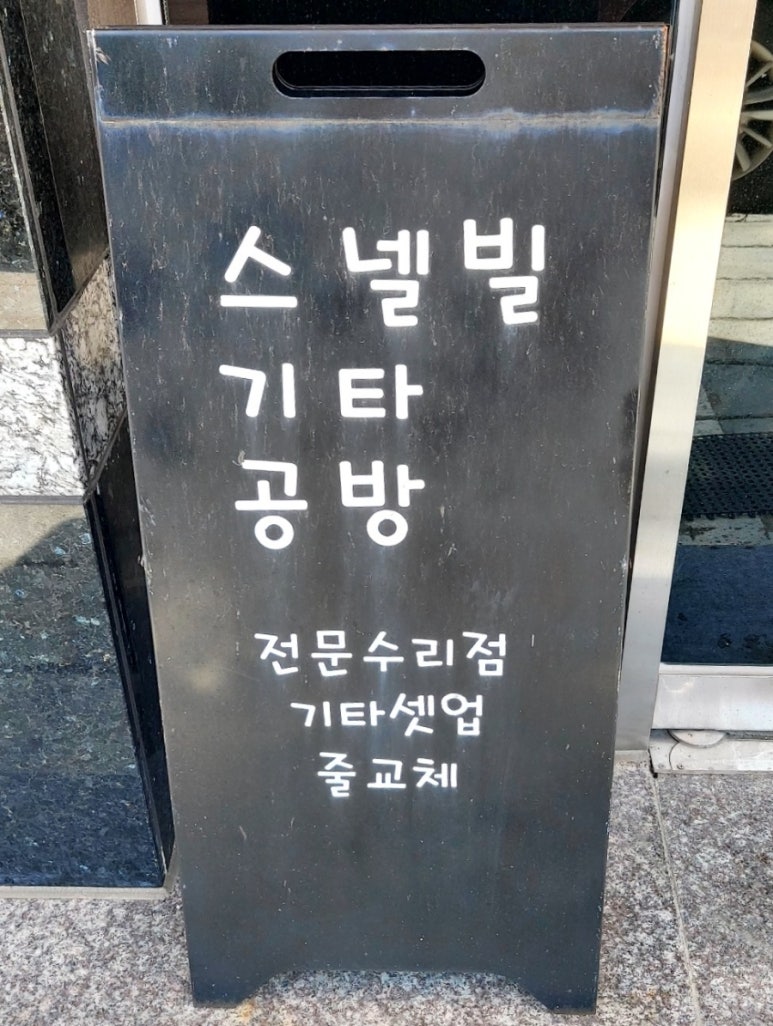 스넬빌
기타
공방
전문수리점
기타셋업
줄교체